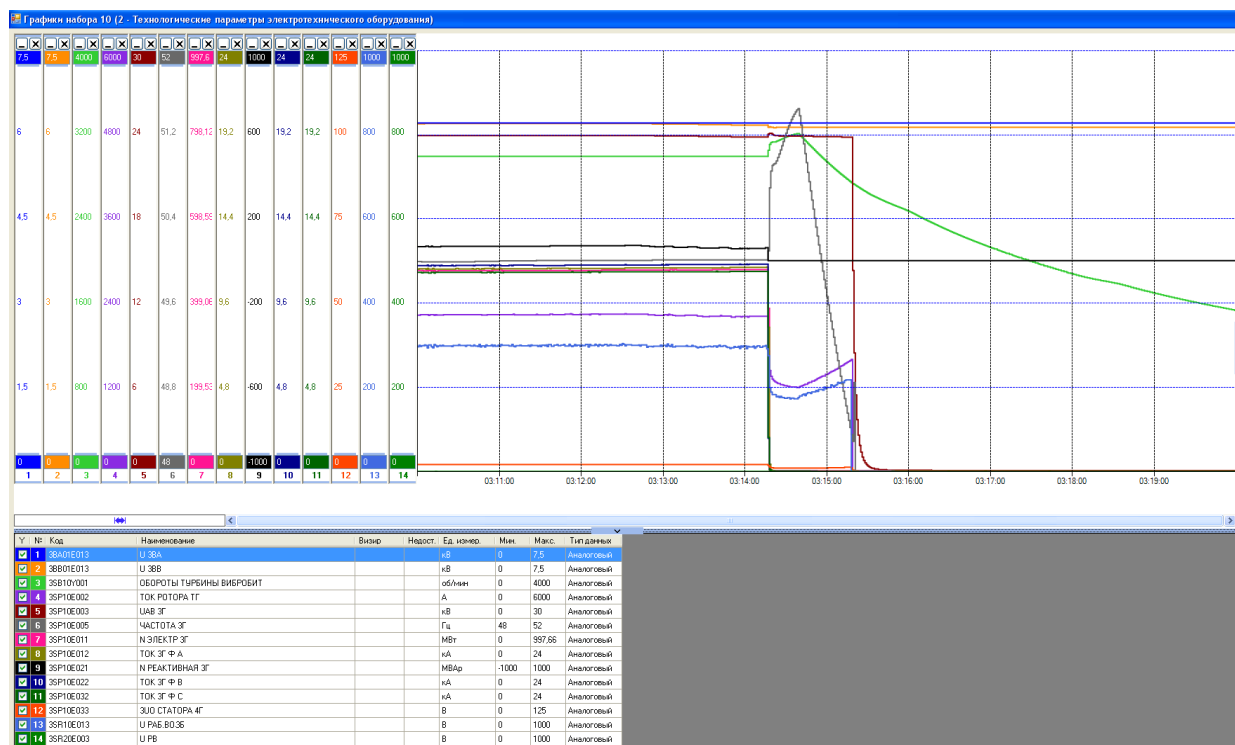 Графики набора 10 (2 - Технологические параметры электротехнического оборудования)
7,5 7,5 4000 6000 30 52 997,6 24 1000 24 24 125 1000 1000
6 6 3200 4800 24 51,2 798,12 19,2 600 19,2 19,2 100 800 800
4,5 4,5 2400 3600 18 50,4 598,59 14,4 200 14,4 14,4 75 600 600
3 3 1600 2400 12 49,6 399,06 9,6 -200 9,6 9,6 50 400 400
1,5 1,5 800 1200 6 48,8 199,53 4,8 -600 4,8 4,8 25 200 200
0 0 0 0 0 48 0 0 -1000 0 0 0 0 0
1 2 3 4 5 6 7 8 9 10 11 12 13 14
03:11:00 03:12:00 03:13:00 03:14:00 03:15:00 03:16:00 03:17:00 03:18:00 03:19:00
Y № Код Наименование Визир Недост. Ед. измер. Мин. Макс. Тип данных
1 3BA01E013 U 3BA кВ 0 7,5 Аналоговый
2 3BB01E013 U 3BB кВ 0 7,5 Аналоговый
3 3SB10Y001 ОБОРОТЫ ТУРБИНЫ ВИБРОБИТ об/мин 0 4000 Аналоговый
4 3SP10E002 ТОК РОТОРА ТГ А 0 6000 Аналоговый
5 3SP10E003 UAB 3Г кВ 0 30 Аналоговый
6 3SP10E005 ЧАСТОТА 3Г Гц 48 52 Аналоговый
7 3SP10E011 N ЭЛЕКТР 3Г МВт 0 997,66 Аналоговый
8 3SP10E012 ТОК 3Г Ф А кА 0 24 Аналоговый
9 3SP10E021 N РЕАКТИВНАЯ 3Г МВАр -1000 1000 Аналоговый
10 3SP10E022 ТОК 3Г Ф В кА 0 24 Аналоговый
11 3SP10E032 ТОК 3Г Ф С кА 0 24 Аналоговый
12 3SP10E033 3UO СТАТОРА 4Г В 0 125 Аналоговый
13 3SR10E013 U РАБ.ВОЗБ В 0 1000 Аналоговый
14 3SR20E003 U РВ В 0 1000 Аналоговый